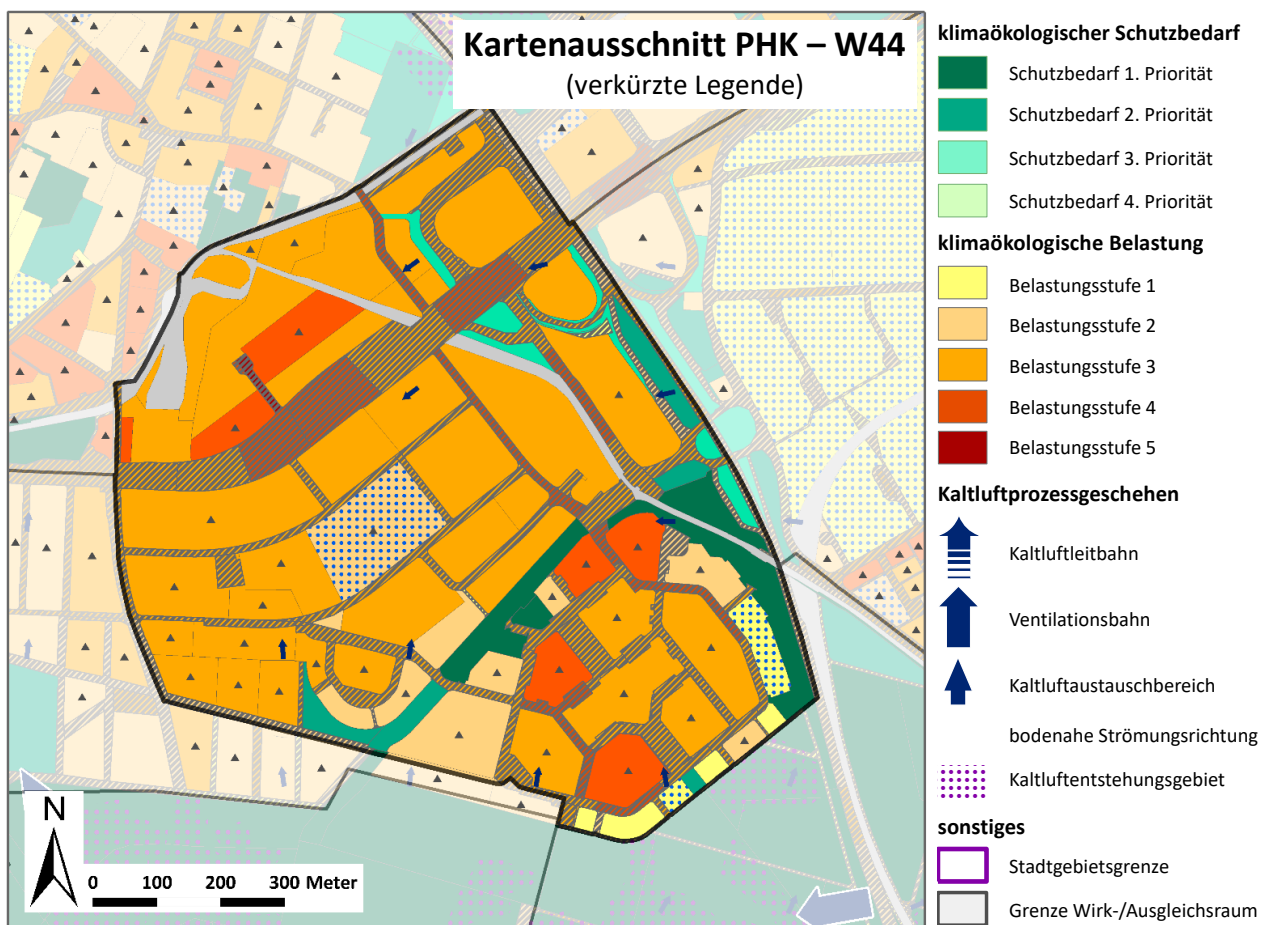 Kartenausschnitt PHK – W44
(verkürzte Legende)
N
0 100 200 300 Meter
klimaökologischer Schutzbedarf
Schutzbedarf 1. Priorität
Schutzbedarf 2. Priorität
Schutzbedarf 3. Priorität
Schutzbedarf 4. Priorität
klimaökologische Belastung
Belastungsstufe 1
Belastungsstufe 2
Belastungsstufe 3
Belastungsstufe 4
Belastungsstufe 5
Kaltluftprozessgeschehen
Kaltluftleitbahn
Ventilationsbahn
Kaltluftaustauschbereich
bodenahe Strömungsrichtung
Kaltluftentstehungsgebiet
sonstiges
Stadtgebietsgrenze
Grenze Wirk-/Ausgleichsraum